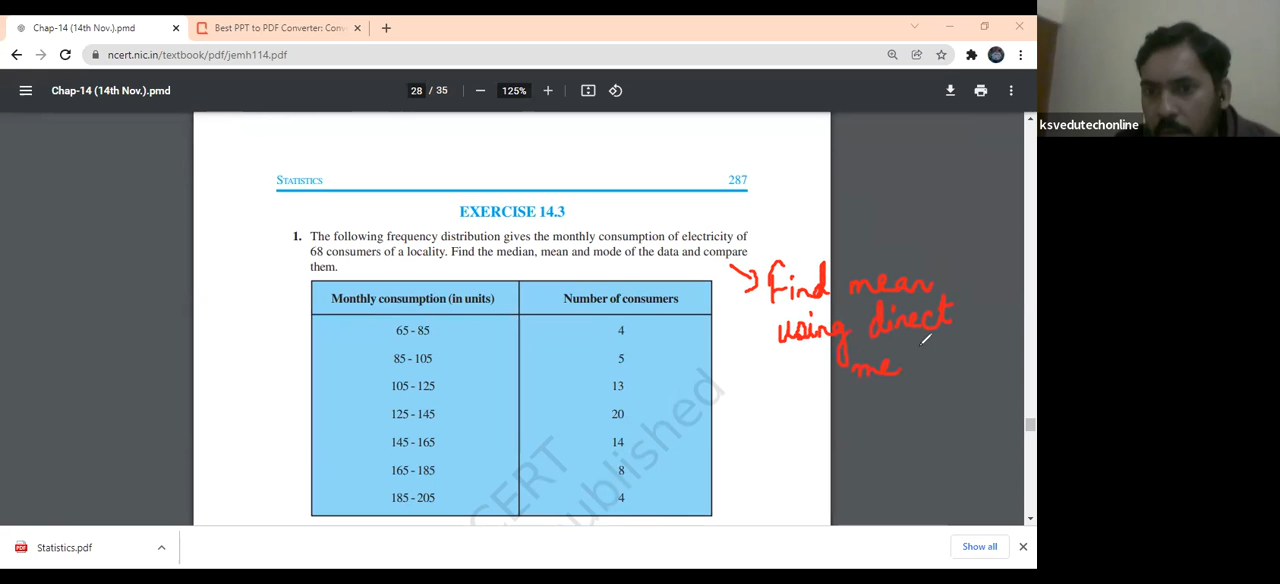 Chap-14 (14th Nov.).pmd
Best PPT to PDF Converter: Conv
ncert.nic.in/textbook/pdf/jemh114.pdf
ksvedutechonline
Chap-14 (14th Nov.).pmd
28 / 35
125%
STATISTICS
287
EXERCISE 14.3
1. The following frequency distribution gives the monthly consumption of electricity of
68 consumers of a locality. Find the median, mean and mode of the data and compare
them.
Monthly consumption (in units) Number of consumers
65 - 85 4
85 - 105 5
105 - 125 13
125 - 145 20
145 - 165 14
165 - 185 8
185 - 205 4
Find mean
using direct
me
CERT
published
Statistics.pdf
Show all